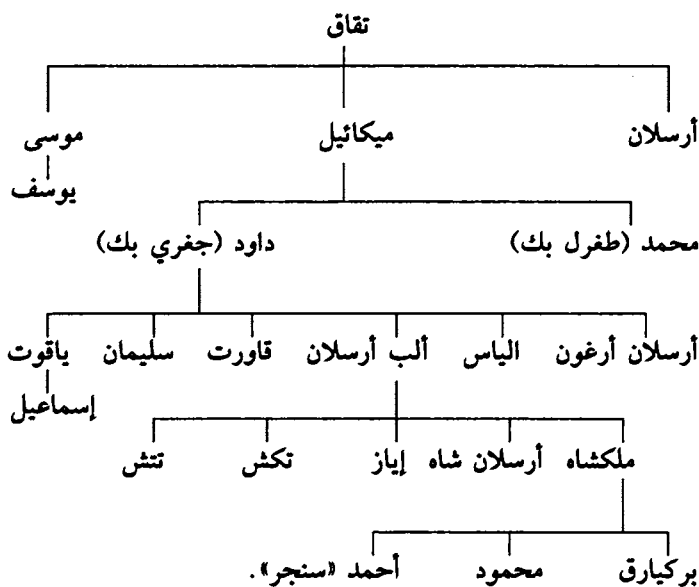 تقاق
أرسلان ميكائيل موسى
يوسف
محمد (طغرل بك) داود (جغري بك)
أرسلان أرغون الياس ألب أرسلان قاورت سليمان ياقوت
إسماعيل
ملكشاه أرسلان شاه إياز تكش تتش
بركيارق محمود أحمد «سنجر».